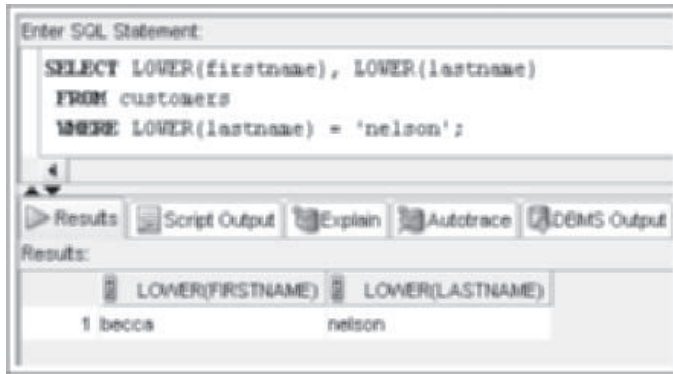 Enter SQL Statement:
SELECT LOWER(firstname), LOWER(lastname)
FROM customers
WHERE LOWER(lastname) = 'nelson';
Results Script Output Explain Autotrace DBMS Output
Results:
LOWER(FIRSTNAME) LOWER(LASTNAME)
1 becca nelson